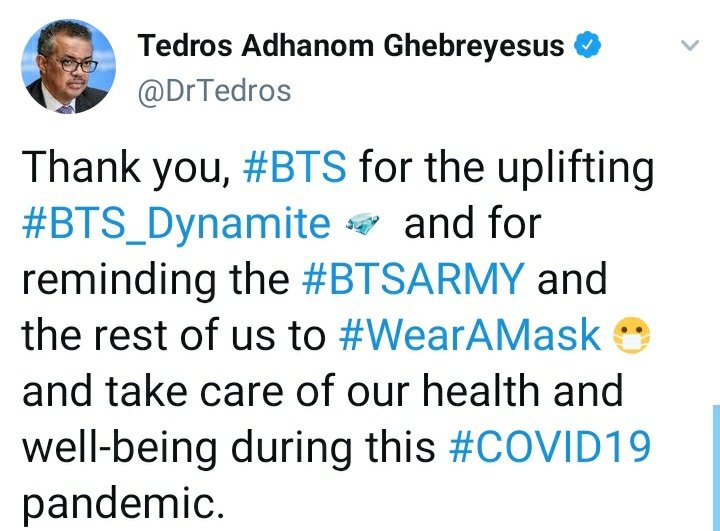 Tedros Adhanom Ghebreyesus
@DrTedros
Thank you, #BTS for the uplifting
#BTS_Dynamite and for
reminding the #BTSARMY and
the rest of us to #WearAMask 😷
and take care of our health and
well-being during this #COVID19
pandemic.